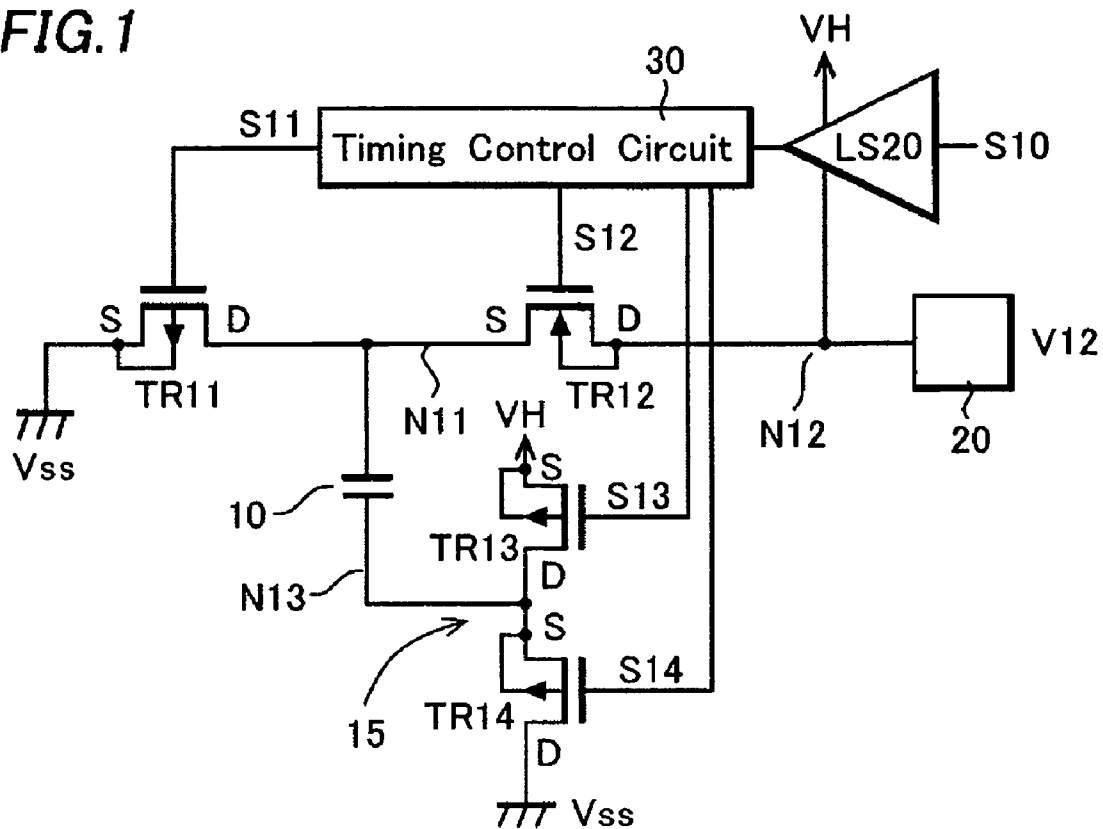 FIG.1
VH
30
S11
Timing Control Circuit
LS20
S10
S12
S
D
S
D
V12
TR11
TR12
N11
VH
N12
20
Vss
S
10
S13
TR13
N13
D
S
S14
15
TR14
D
Vss